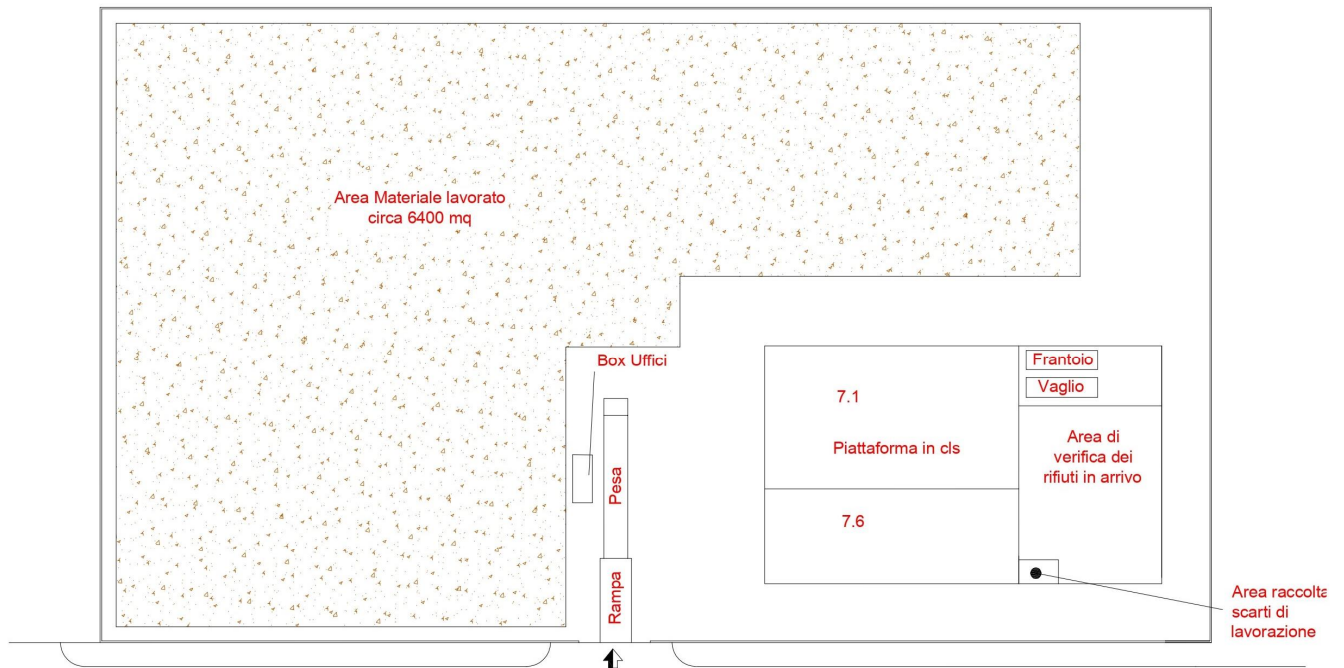 Area Materiale lavorato
circa 6400 mq
Box Uffici
Frantoio
Vaglio
7.1
Piattaforma in cls
Area di
verifica dei
rifiuti in arrivo
Pesa
7.6
Rampa
Area raccolta
scarti di
lavorazione